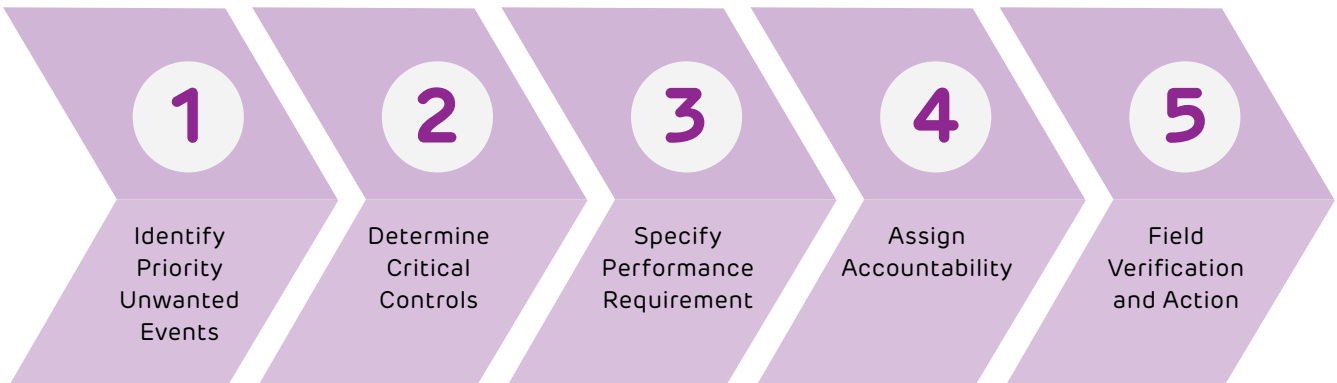 1
Identify
Priority
Unwanted
Events
2
Determine
Critical
Controls
3
Specify
Performance
Requirement
4
Assign
Accountability
5
Field
Verification
and Action